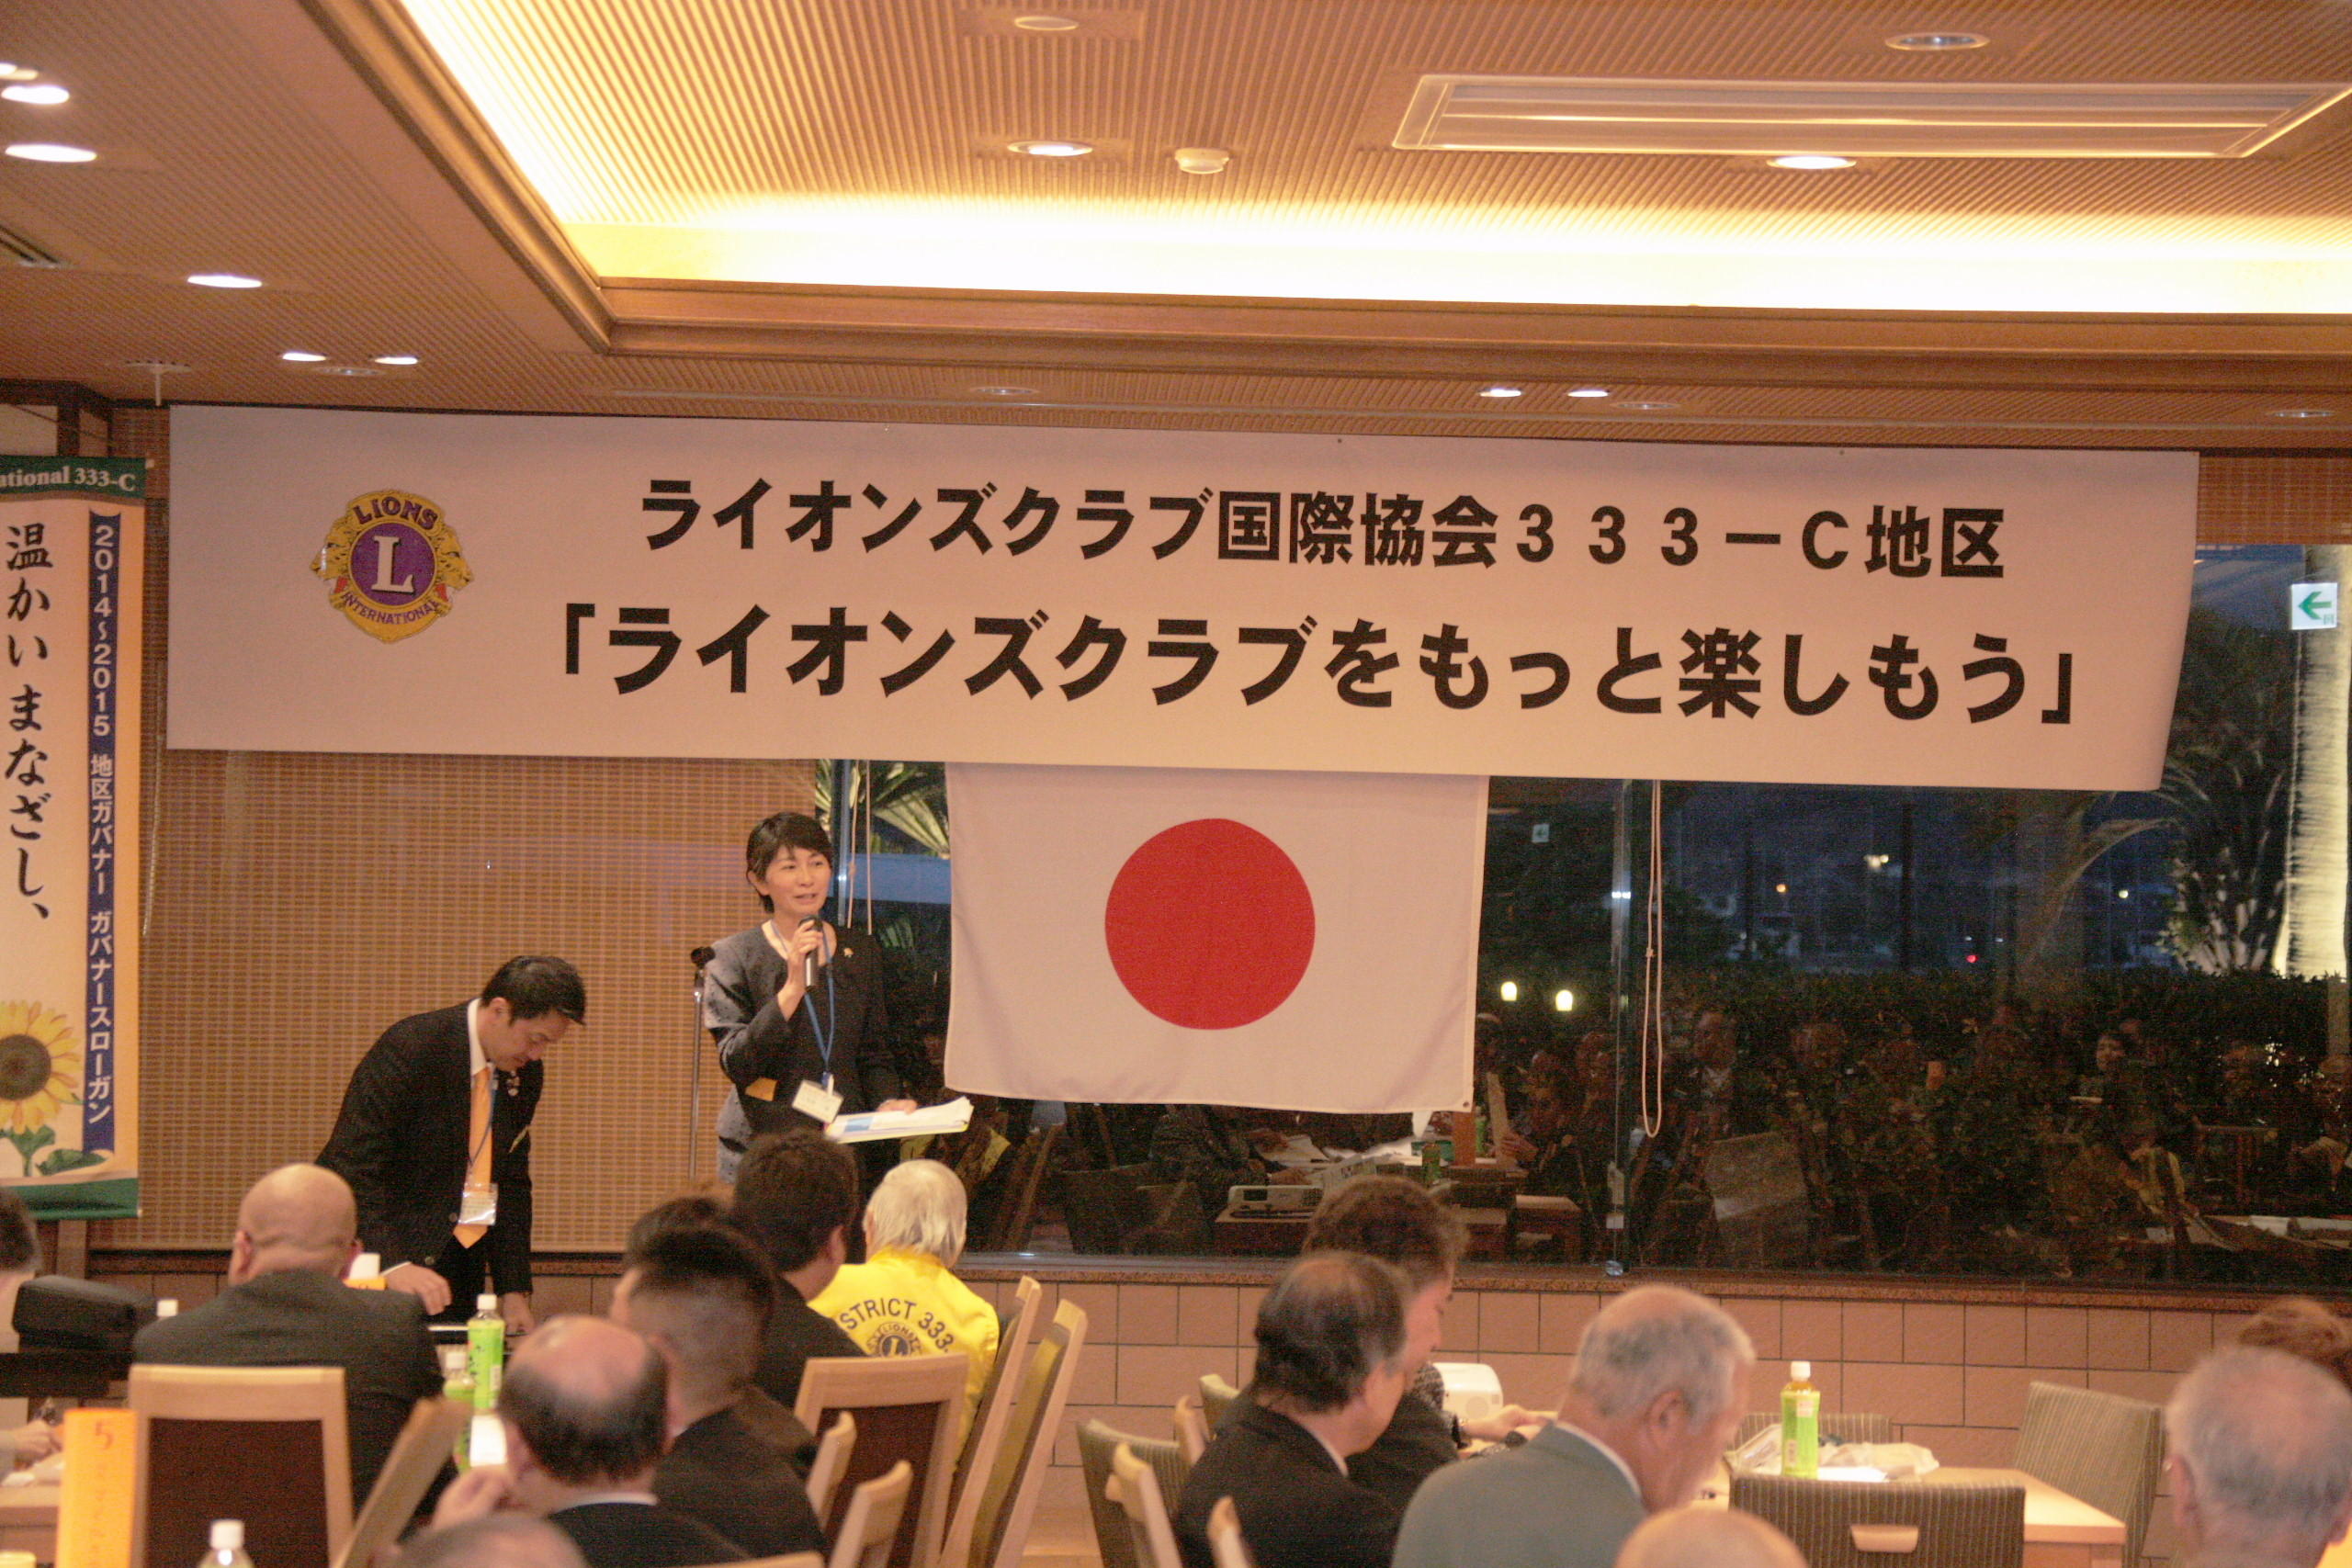 ational 333-C
2014~2015 地区ガバナー ガバナースローガン
温かいまなざし、
LIONS
L
INTERNATIONAL
ライオンズクラブ国際協会333－C地区
「ライオンズクラブをもっと楽しもう」
STRICT 333-
LIONS
L
5